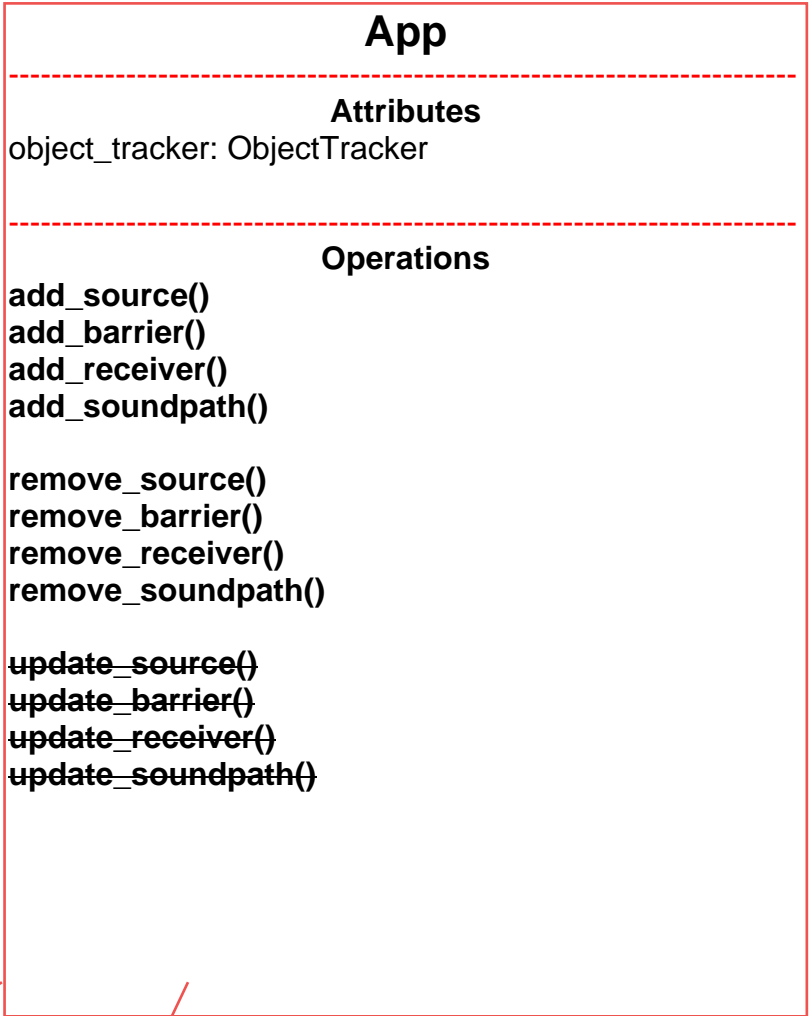 App
Attributes
object_tracker: ObjectTracker
Operations
add_source()
add_barrier()
add_receiver()
add_soundpath()
remove_source()
remove_barrier()
remove_receiver()
remove_soundpath()
update_source()
update_barrier()
update_receiver()
update_soundpath()